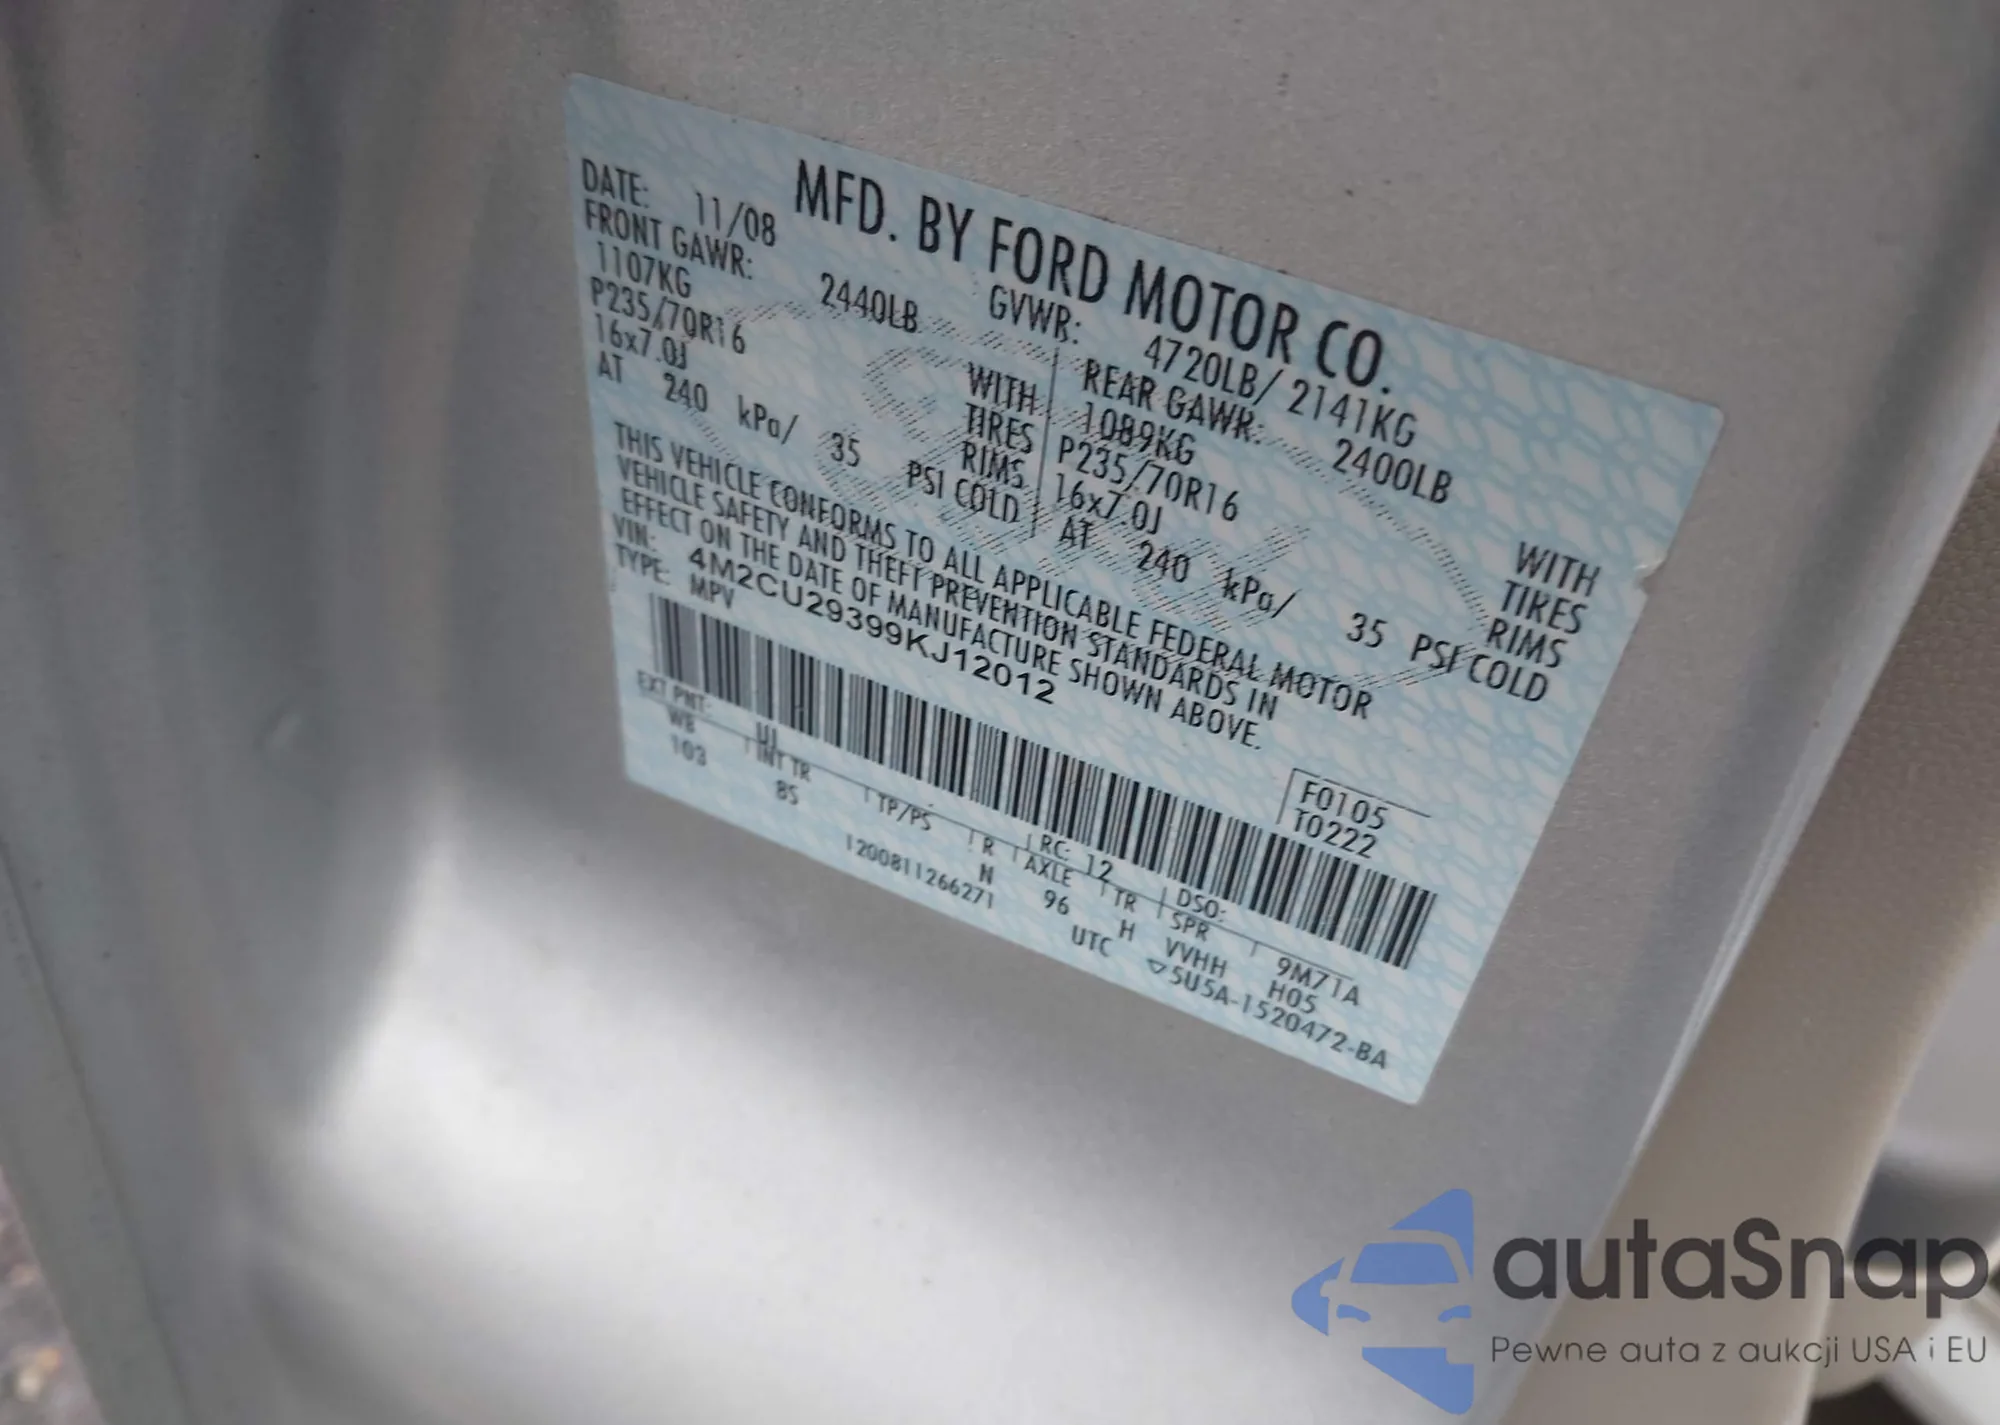 MFD. BY FORD MOTOR CO.
DATE: 11/08 GVWR: 4720LB/ 2141KG
FRONT GAWR: 2440LB REAR GAWR: 2400LB
1107KG WITH 1089KG WITH
P235/70R16 TIRES P235/70R16 TIRES
16x7.0J RIMS 16x7.0J RIMS
AT 240 kPa/ 35 PSI COLD AT 240 kPa/ 35 PSI COLD
THIS VEHICLE CONFORMS TO ALL APPLICABLE FEDERAL MOTOR
VEHICLE SAFETY AND THEFT PREVENTION STANDARDS IN
EFFECT ON THE DATE OF MANUFACTURE SHOWN ABOVE.
VIN: 4M2CU29399KJ12012
TYPE: MPV
F0105
T0222
EXT PNT: UJ RC: 12 DSO:
WB INT TR TP/PS R AXLE TR SPR 9M71A
103 8S N 96 H VVHH H05
1200811266271 UTC ▽5U5A-1520472-BA
autaSnap
Pewne auta z aukcji USA i EU